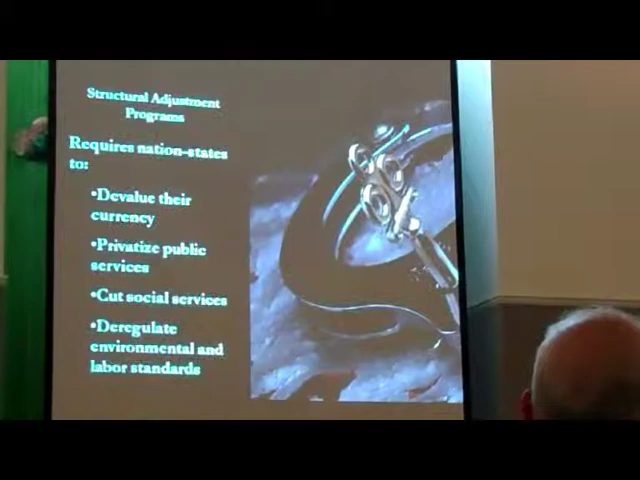 Structural Adjustment
Programs
Requires nation-states
to:
•Devalue their
currency
•Privatize public
services
•Cut social services
•Deregulate
environmental and
labor standards